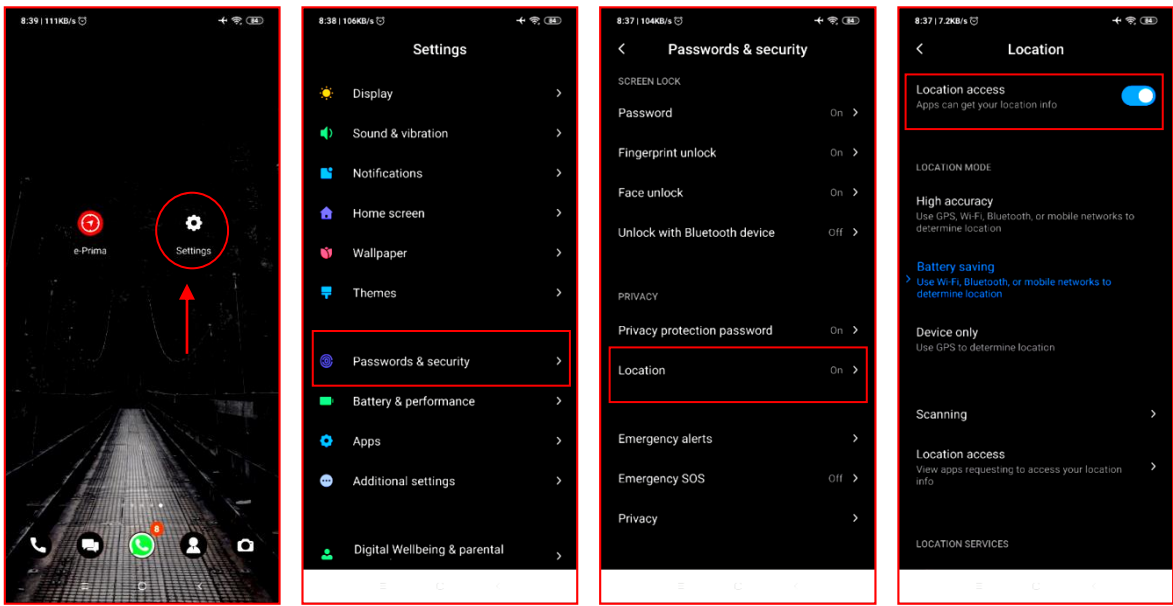 8:39 | 111KB/s
84
e-Prima
Settings
8
8:38 | 106KB/s
84
Settings
Display
Sound & vibration
Notifications
Home screen
Wallpaper
Themes
Passwords & security
Battery & performance
Apps
Additional settings
Digital Wellbeing & parental
8:37 | 104KB/s
84
Passwords & security
SCREEN LOCK
Password On
Fingerprint unlock On
Face unlock On
Unlock with Bluetooth device Off
PRIVACY
Privacy protection password On
Location On
Emergency alerts
Emergency SOS Off
Privacy
8:37 | 7.2KB/s
84
Location
Location access
Apps can get your location info
LOCATION MODE
High accuracy
Use GPS, Wi-Fi, Bluetooth, or mobile networks to
determine location
Battery saving
Use Wi-Fi, Bluetooth, or mobile networks to
determine location
Device only
Use GPS to determine location
Scanning
Location access
View apps requesting to access your location
info
LOCATION SERVICES